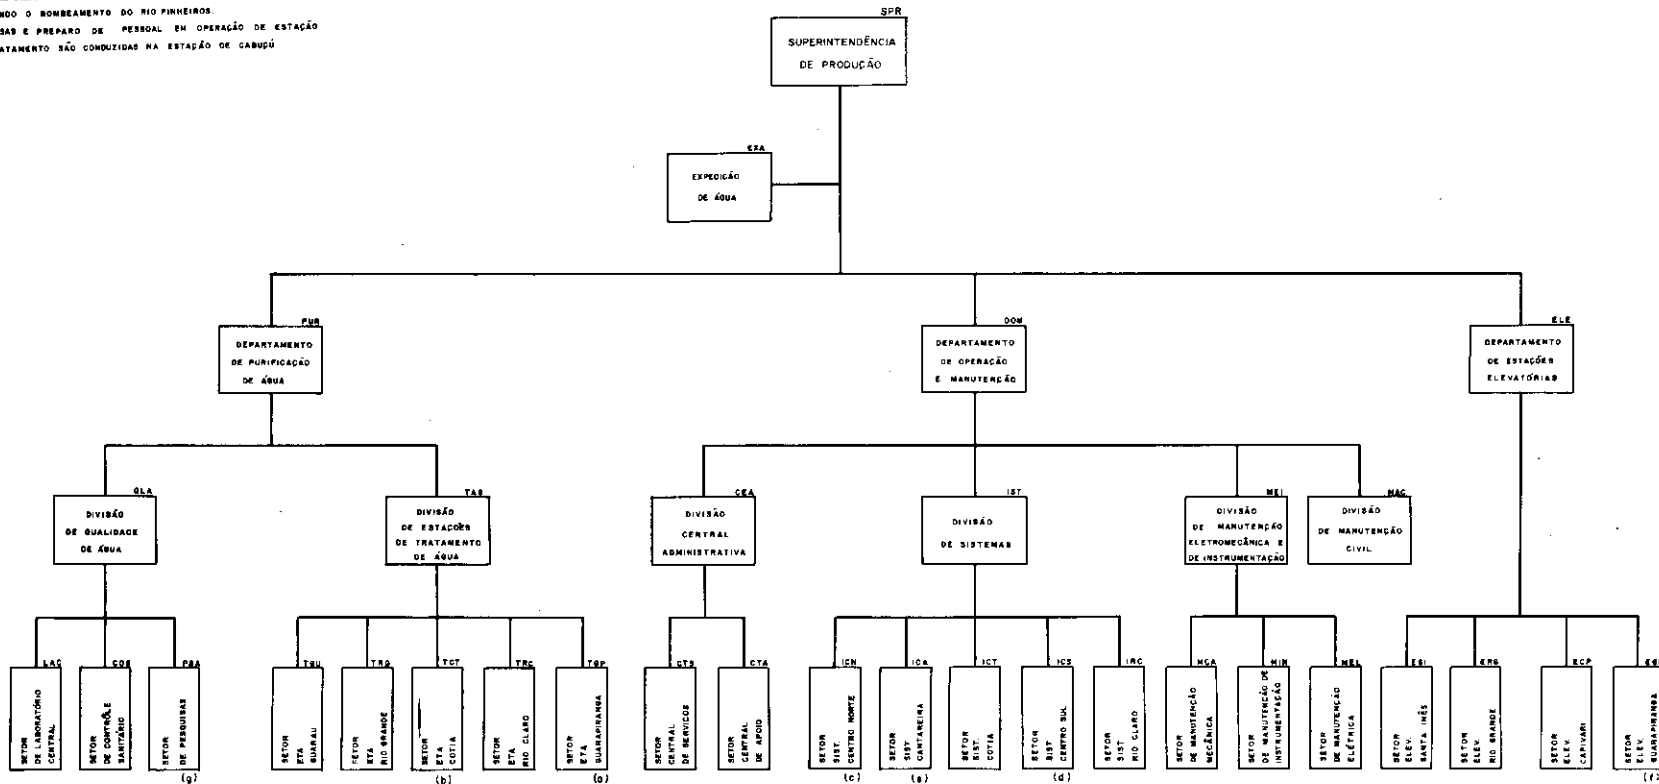 NDO O BOMBEAMENTO DO RIO PINHEIROS.
SAS E PREPARO DE PESSOAL EM OPERAÇÃO DE ESTAÇÃO
ATAMENTO SÃO CONDUZIDAS NA ESTAÇÃO DE CABUÇÚ
SPR
SUPERINTENDÊNCIA
DE PRODUÇÃO
EXA
EXPEDIÇÃO
DE ÁGUA
PUR
DEPARTAMENTO
DE PURIFICAÇÃO
DE ÁGUA
DOM
DEPARTAMENTO
DE OPERAÇÃO
E MANUTENÇÃO
ELE
DEPARTAMENTO
DE ESTAÇÕES
ELEVATÓRIAS
QLA
DIVISÃO
DE QUALIDADE
DE ÁGUA
TAG
DIVISÃO
DE ESTAÇÕES
DE TRATAMENTO
DE ÁGUA
CEA
DIVISÃO
CENTRAL
ADMINISTRATIVA
IST
DIVISÃO
DE SISTEMAS
MEI
DIVISÃO
DE MANUTENÇÃO
ELETROMECÂNICA E
DE INSTRUMENTAÇÃO
MAC
DIVISÃO
DE MANUTENÇÃO
CIVIL
LAC
SETOR
DE LABORATÓRIO
CENTRAL
COS
SETOR
DE CONTRÔLE
SANITÁRIO
PSA
SETOR
DE PESQUISAS
(g)
TGU
SETOR
ETA
GUARAU
TRG
SETOR
ETA
RIO GRANDE
TCT
SETOR
ETA
COTIA
(b)
TRC
SETOR
ETA
RIO CLARO
TGP
SETOR
ETA
GUARAPIRANGA
(a)
CTS
SETOR
CENTRAL
DE SERVICOS
CTA
SETOR
CENTRAL
DE APOIO
ICN
SETOR
SIST.
CENTRO NORTE
(c)
ICA
SETOR
SIST
CANTAREIRA
(e)
ICT
SETOR
SIST.
COTIA
ICS
SETOR
SIST
CENTRO SUL
(d)
IRC
SETOR
SIST
RIO CLARO
MCA
SETOR
DE MANUTENÇÃO
MECÂNICA
MIN
SETOR
DE MANUTENÇÃO DE
INSTRUMENTAÇÃO
MEL
SETOR
DE MANUTENÇÃO
ELÉTRICA
ESI
SETOR
ELEV.
SANTA INÊS
ERG
SETOR
ELEV.
RIO GRANDE
ECP
SETOR
ELEV.
CAPIVARI
SETOR
ELEV.
GUARAPIRANGA
(f)